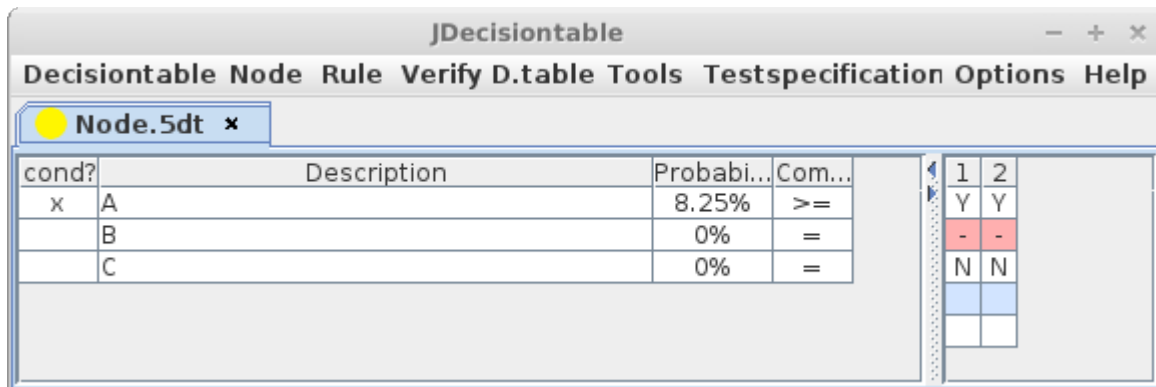 JDecisiontable
Decisiontable Node Rule Verify D.table Tools Testspecification Options Help
Node.5dt ×
cond? Description Probabi... Com... 1 2
x A 8.25% >= Y Y
B 0% = - -
C 0% = N N